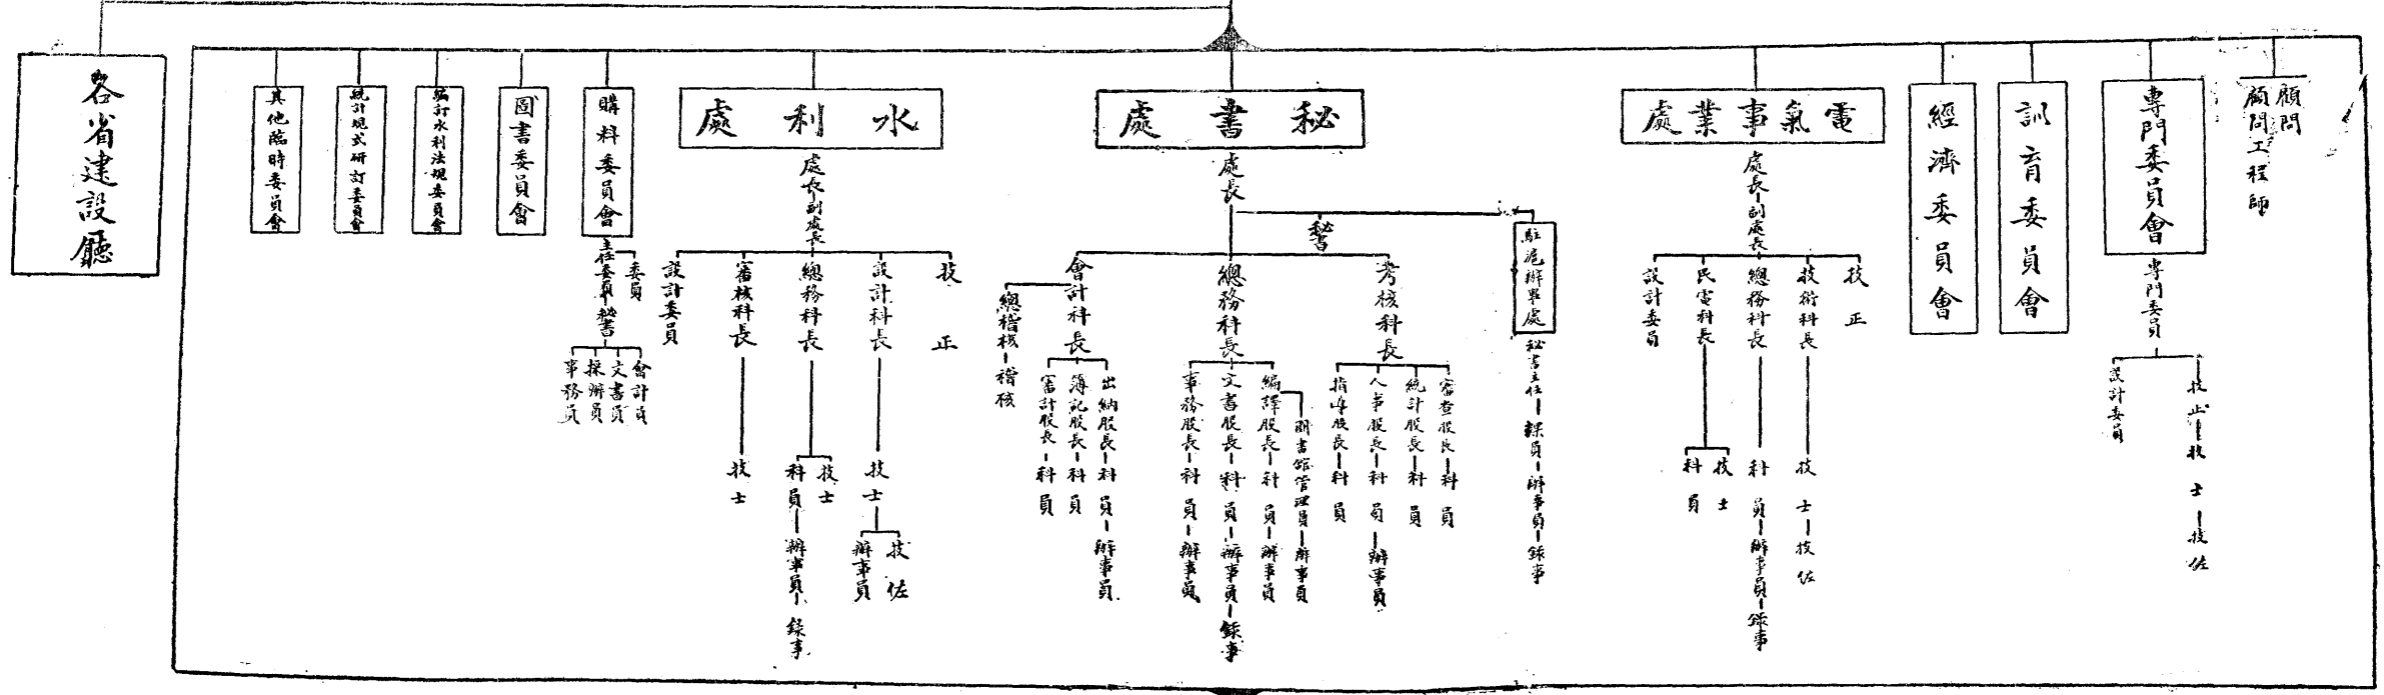 顧問
顧問工程師
專門委員會
專門委員
技正
技士
技佐
設計委員
訓育委員會
經濟委員會
電氣事業處
處長
副處長
技正
技術科長
技士
技佐
總務科長
科員
辦事員
錄事
民電科長
技士
科員
設計委員
秘書處
處長
秘書
駐滬辦事處
秘書主任
課員
辦事員
錄事
考核科長
審查股長
科員
統計股長
科員
人事股長
科員
辦事員
指導股長
科員
總務科長
編譯股長
科員
辦事員
圖書館管理員
辦事員
文書股長
科員
辦事員
錄事
事務股長
科員
辦事員
會計科長
出納股長
科員
辦事員
簿記股長
科員
審計股長
科員
總稽核
稽核
水利處
處長
副處長
技正
設計科長
技士
技佐
辦事員
總務科長
技士
科員
辦事員
錄事
審核科長
技士
設計委員
購料委員會
委員
主任委員
秘書
會計員
文書員
採辦員
事務員
圖書委員會
編訂水利法規委員會
統計規式研訂委員會
其他臨時委員會
各省建設廳